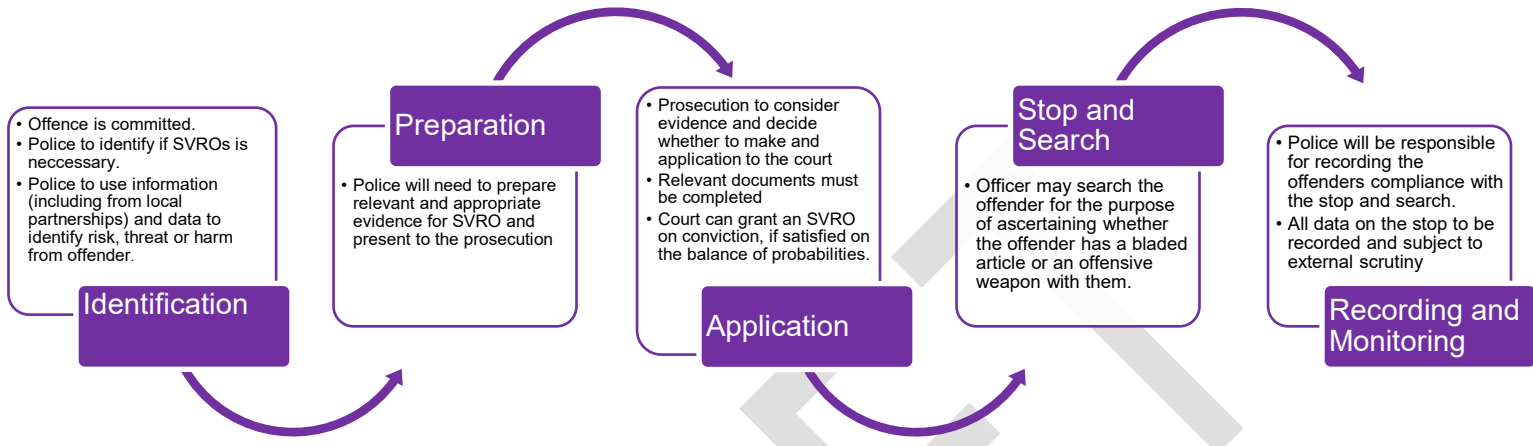 • Offence is committed.
• Police to identify if SVROs is
neccessary.
• Police to use information
(including from local
partnerships) and data to
identify risk, threat or harm
from offender.
Identification
Preparation
• Police will need to prepare
relevant and appropriate
evidence for SVRO and
present to the prosecution
• Prosecution to consider
evidence and decide
whether to make and
application to the court
• Relevant documents must
be completed
• Court can grant an SVRO
on conviction, if satisfied on
the balance of probabilities.
Application
Stop and
Search
• Officer may search the
offender for the purpose
of ascertaining whether
the offender has a bladed
article or an offensive
weapon with them.
• Police will be responsible
for recording the
offenders compliance with
the stop and search.
• All data on the stop to be
recorded and subject to
external scrutiny
Recording and
Monitoring